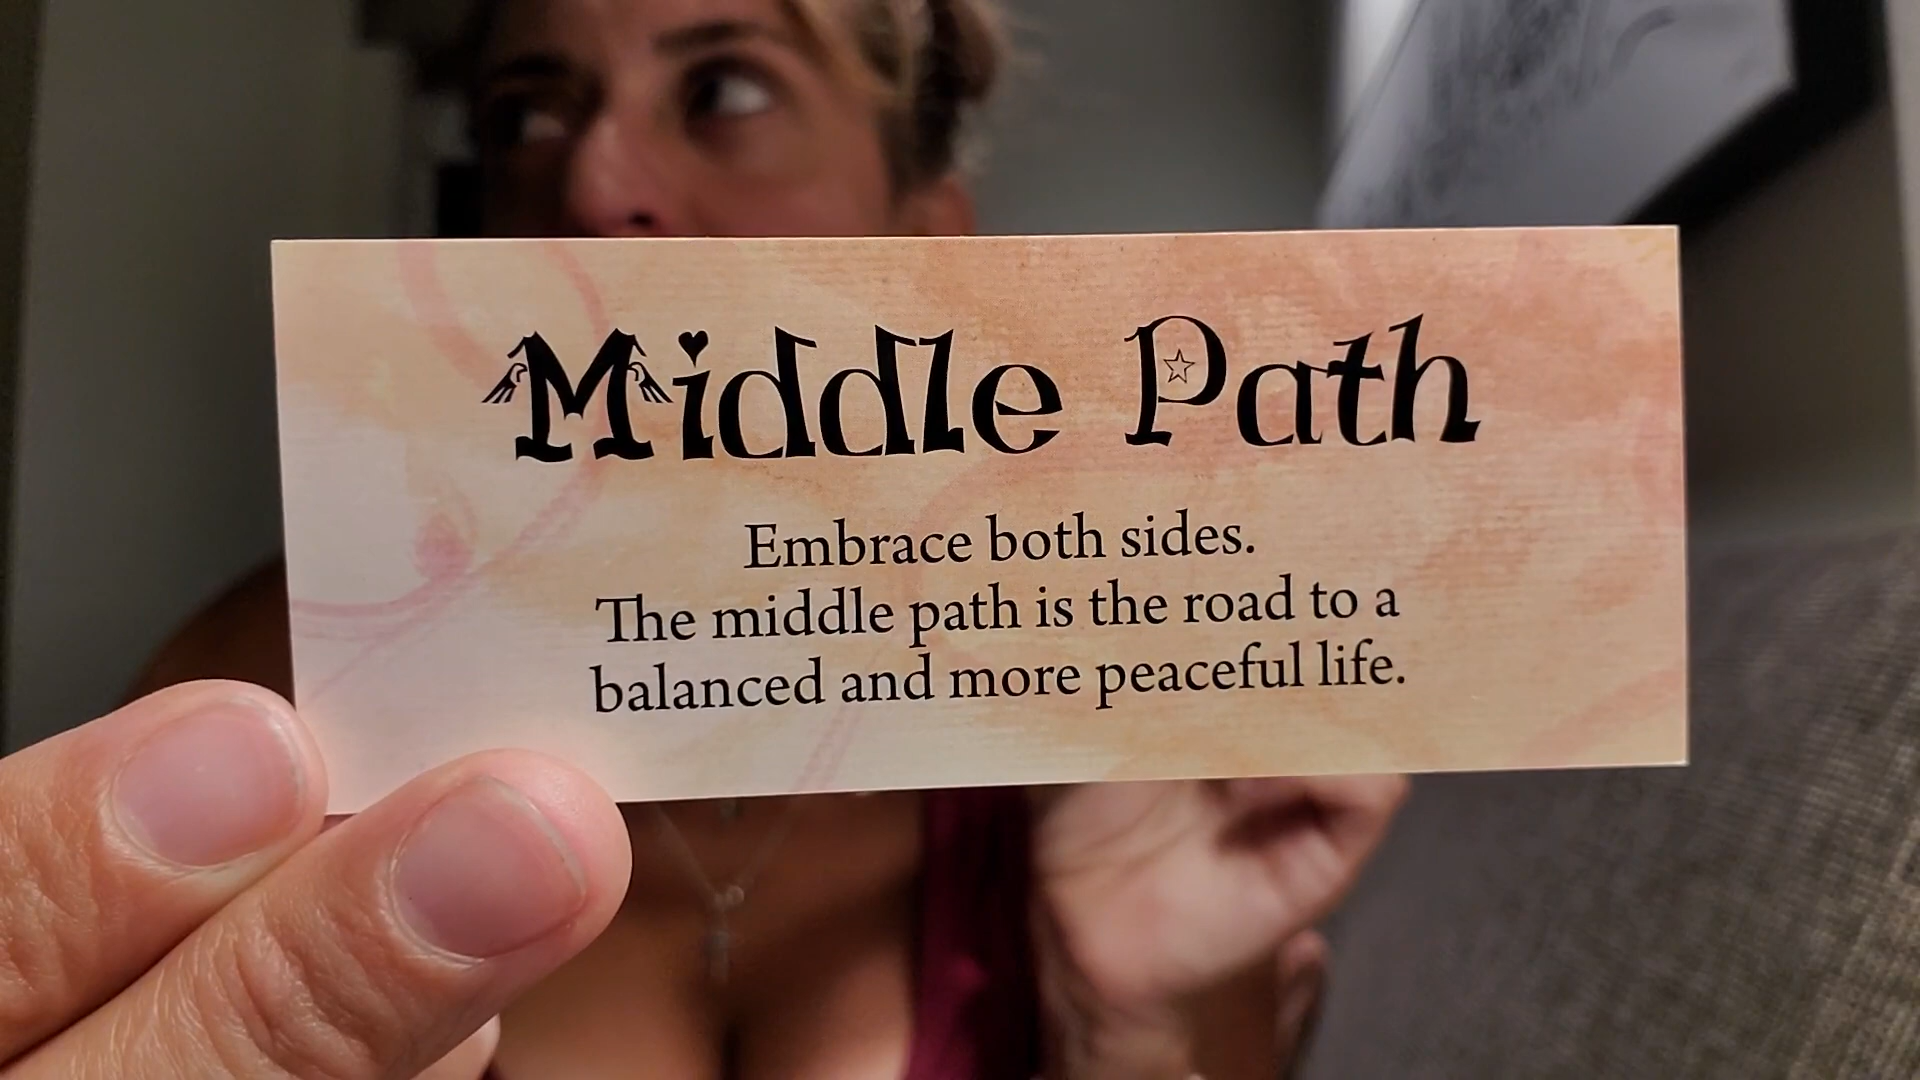 Middle Path
Embrace both sides.
The middle path is the road to a
balanced and more peaceful life.